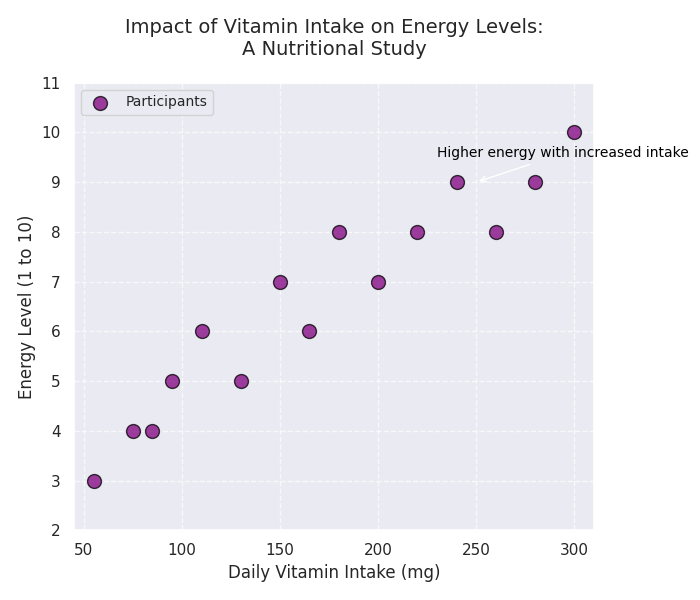 Impact of Vitamin Intake on Energy Levels:
A Nutritional Study
11
10
9
8
7
6
5
4
3
2
Energy Level (1 to 10)
Participants
Higher energy with increased intake
50
100
150
200
250
300
Daily Vitamin Intake (mg)